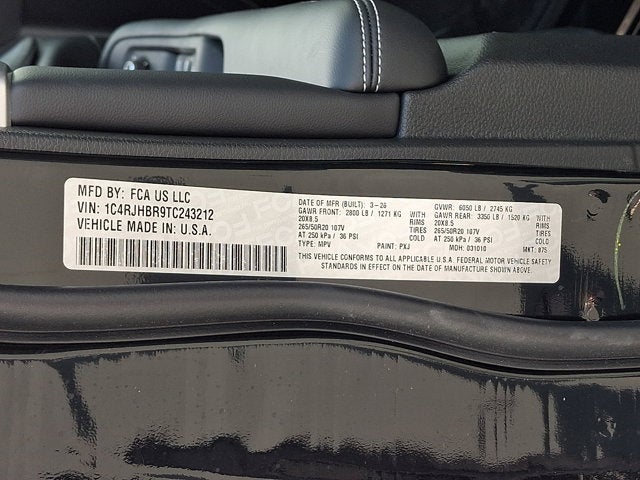 MFD BY: FCA US LLC
VIN: 1C4RJHBR9TC243212
VEHICLE MADE IN: U.S.A.
DATE OF MFR (BUILT): 3-26 GVWR: 6050 LB / 2745 KG
GAWR FRONT: 2800 LB / 1271 KG WITH GAWR REAR: 3350 LB / 1520 KG WITH
20X8.5 RIMS 20X8.5 RIMS
265/50R20 107V TIRES 265/50R20 107V TIRES
AT 250 kPa / 36 PSI COLD AT 250 kPa / 36 PSI COLD
TYPE: MPV PAINT: PXJ MDH: 031010 MKT: 875
THIS VEHICLE CONFORMS TO ALL APPLICABLE U.S.A. FEDERAL MOTOR VEHICLE SAFETY
STANDARDS IN EFFECT ON THE DATE OF MANUFACTURE SHOWN ABOVE.